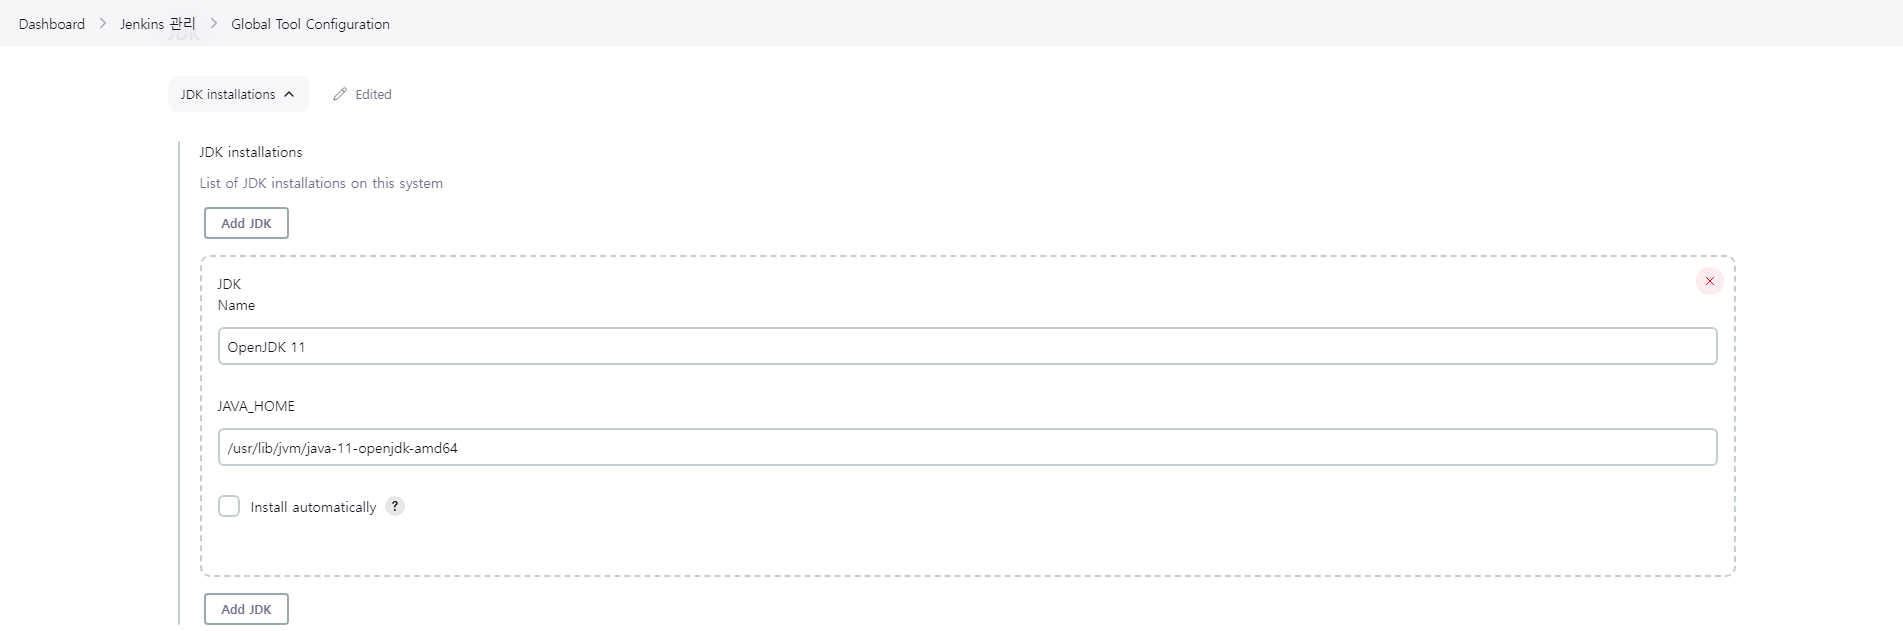 Dashboard > Jenkins 관리 > Global Tool Configuration
JDK
JDK installations
Edited
JDK installations
List of JDK installations on this system
Add JDK
JDK
Name
OpenJDK 11
JAVA_HOME
/usr/lib/jvm/java-11-openjdk-amd64
Install automatically ?
Add JDK